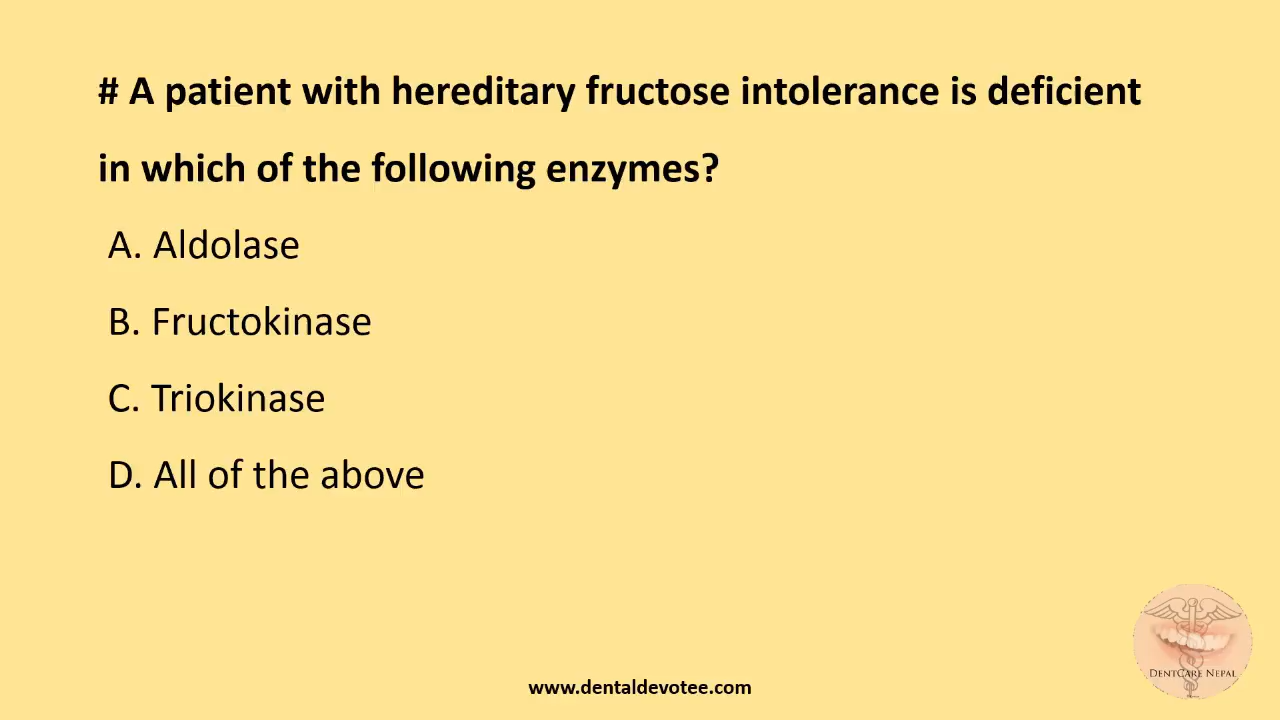 # A patient with hereditary fructose intolerance is deficient
in which of the following enzymes?
A. Aldolase
B. Fructokinase
C. Triokinase
D. All of the above
DentCare Nepal
www.dentaldevotee.com